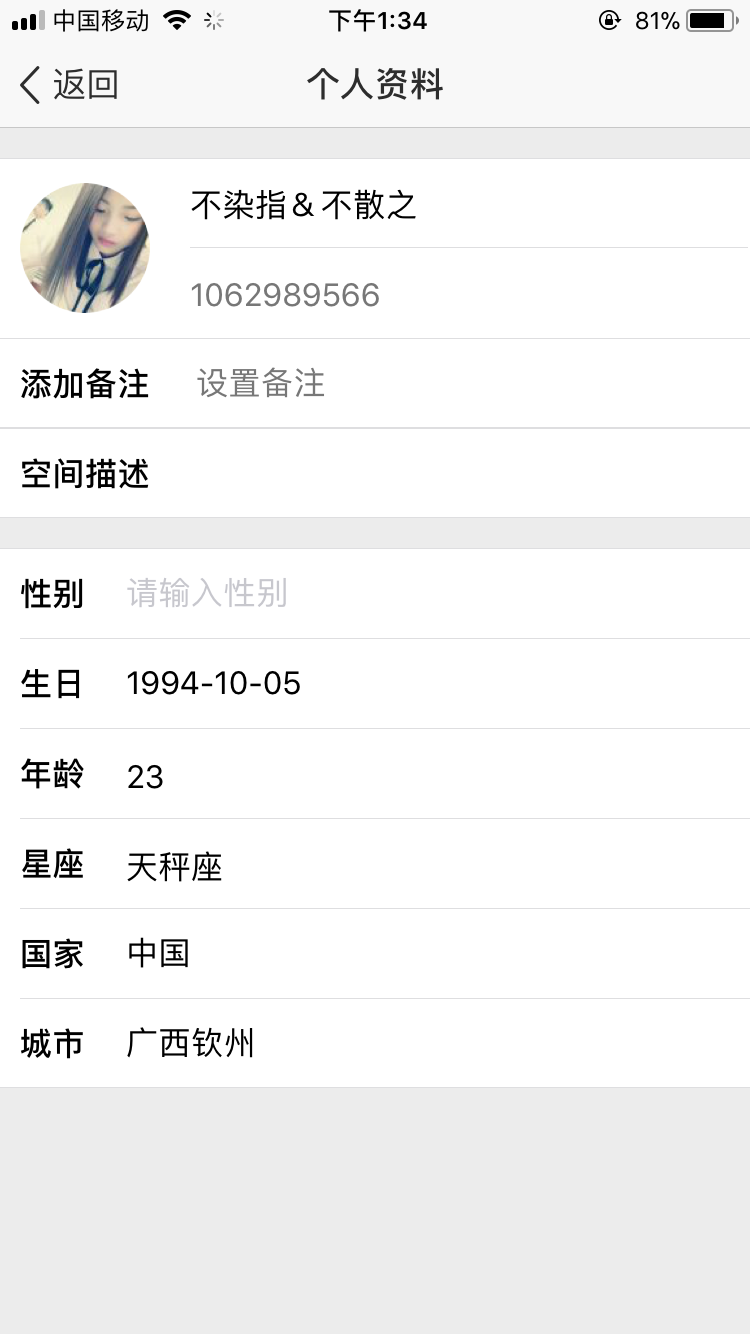 中国移动 下午1:34 81%
返回 个人资料
不染指＆不散之
1062989566
添加备注 设置备注
空间描述
性别 请输入性别
生日 1994-10-05
年龄 23
星座 天秤座
国家 中国
城市 广西钦州